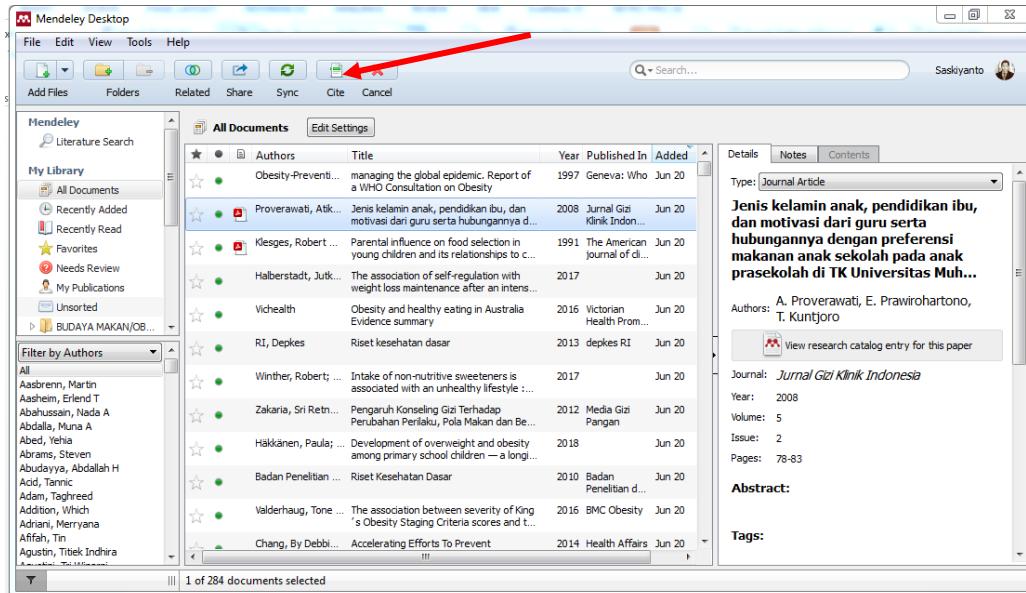 Mendeley Desktop
File Edit View Tools Help
Search...
Saskiyanto
Add Files Folders Related Share Sync Cite Cancel
Mendeley
Literature Search
My Library
All Documents
Recently Added
Recently Read
Favorites
Needs Review
My Publications
Unsorted
BUDAYA MAKAN/OB...
Filter by Authors
All
Aasbrenn, Martin
Aasheim, Erlend T
Abahussain, Nada A
Abdalla, Muna A
Abed, Yehia
Abrams, Steven
Abudayya, Abdallah H
Acid, Tannic
Adam, Taghreed
Addition, Which
Adriani, Merryana
Afifah, Tin
Agustin, Titiek Indhira
All Documents Edit Settings
Authors Title Year Published In Added
Obesity-Preventi... managing the global epidemic. Report of 1997 Geneva: Who Jun 20
a WHO Consultation on Obesity
Proverawati, Atik... Jenis kelamin anak, pendidikan ibu, dan 2008 Jurnal Gizi Jun 20
motivasi dari guru serta hubungannya d... Klinik Indon...
Klesges, Robert ... Parental influence on food selection in 1991 The American Jun 20
young children and its relationships to c... journal of cli...
Halberstadt, Jutk... The association of self-regulation with 2017 Jun 20
weight loss maintenance after an intens...
Vichealth Obesity and healthy eating in Australia 2016 Victorian Jun 20
Evidence summary Health Prom...
RI, Depkes Riset kesehatan dasar 2013 depkes RI Jun 20
Winther, Robert; ... Intake of non-nutritive sweeteners is 2017 Jun 20
associated with an unhealthy lifestyle :...
Zakaria, Sri Retn... Pengaruh Konseling Gizi Terhadap 2012 Media Gizi Jun 20
Perubahan Perilaku, Pola Makan dan Be... Pangan
Häkkänen, Paula; ... Development of overweight and obesity 2018 Jun 20
among primary school children — a longi...
Badan Penelitian ... Riset Kesehatan Dasar 2010 Badan Jun 20
Penelitian d...
Valderhaug, Tone ... The association between severity of King 2016 BMC Obesity Jun 20
´s Obesity Staging Criteria scores and t...
Chang, By Debbi... Accelerating Efforts To Prevent 2014 Health Affairs Jun 20
Details Notes Contents
Type: Journal Article
Jenis kelamin anak, pendidikan ibu,
dan motivasi dari guru serta
hubungannya dengan preferensi
makanan anak sekolah pada anak
prasekolah di TK Universitas Muh...
Authors: A. Proverawati, E. Prawirohartono,
T. Kuntjoro
View research catalog entry for this paper
Journal: Jurnal Gizi Klinik Indonesia
Year: 2008
Volume: 5
Issue: 2
Pages: 78-83
Abstract:
Tags:
1 of 284 documents selected